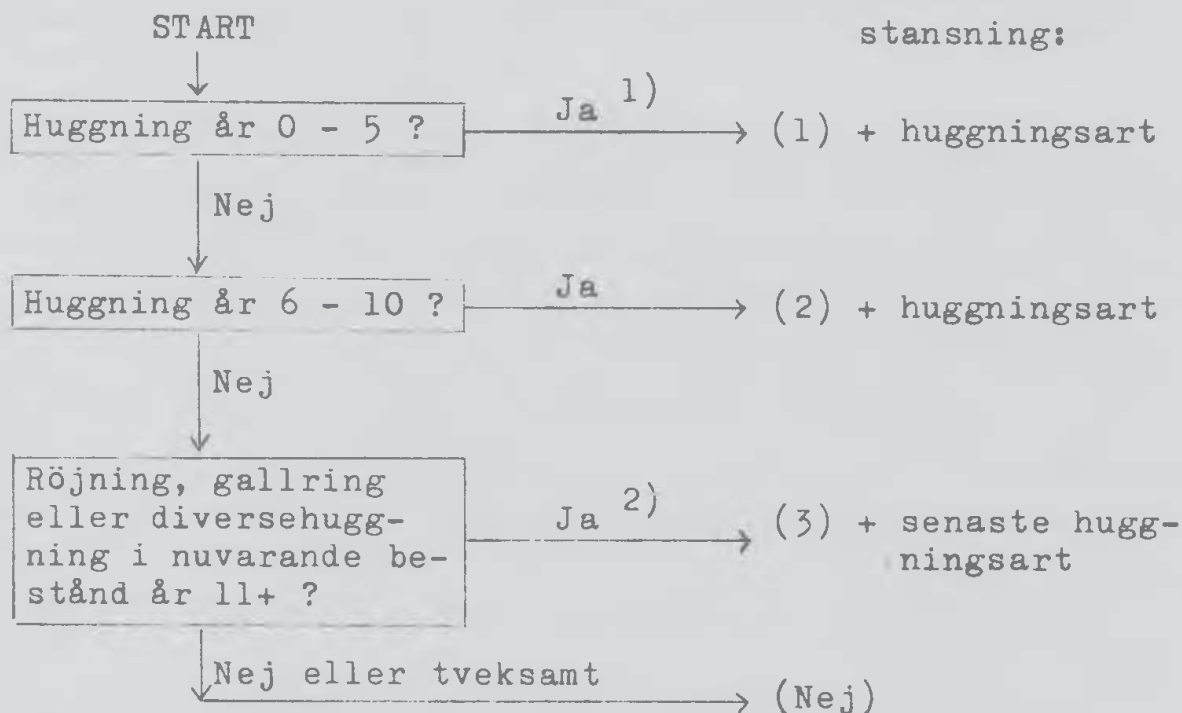 START
stansning:
Huggning år 0 - 5 ?
Ja 1)
(1) + huggningsart
Nej
Huggning år 6 - 10 ?
Ja
(2) + huggningsart
Nej
Röjning, gallring
eller diversehugg-
ning i nuvarande be-
stånd år 11+ ?
Ja 2)
(3) + senaste hugg-
ningsart
Nej eller tveksamt
(Nej)